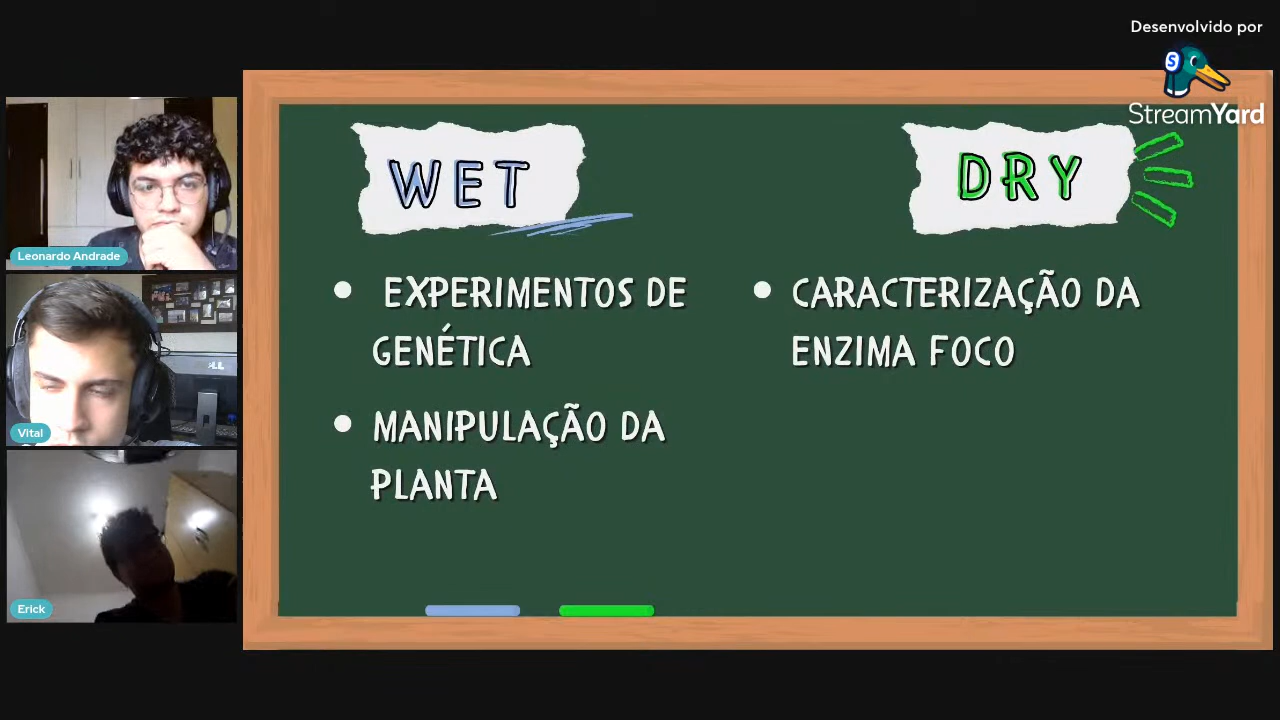 Desenvolvido por
S
StreamYard
Leonardo Andrade
Vital
Erick
WET
• EXPERIMENTOS DE
GENÉTICA
• MANIPULAÇÃO DA
PLANTA
DRY
• CARACTERIZAÇÃO DA
ENZIMA FOCO